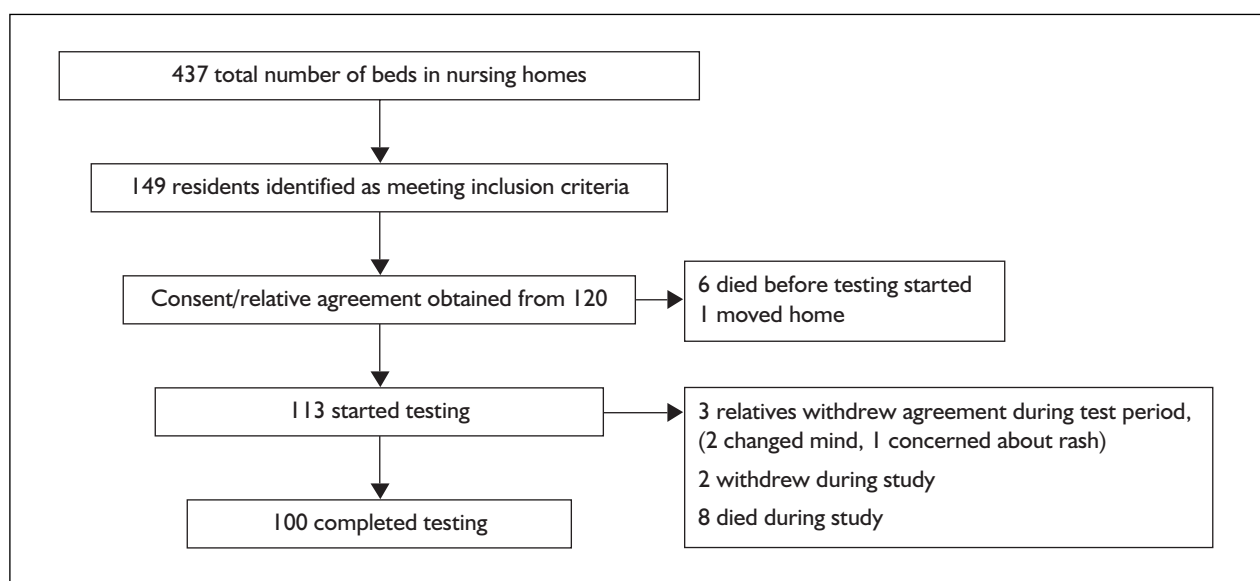 437 total number of beds in nursing homes
149 residents identified as meeting inclusion criteria
Consent/relative agreement obtained from 120
6 died before testing started
1 moved home
113 started testing
3 relatives withdrew agreement during test period,
(2 changed mind, 1 concerned about rash)
2 withdrew during study
8 died during study
100 completed testing